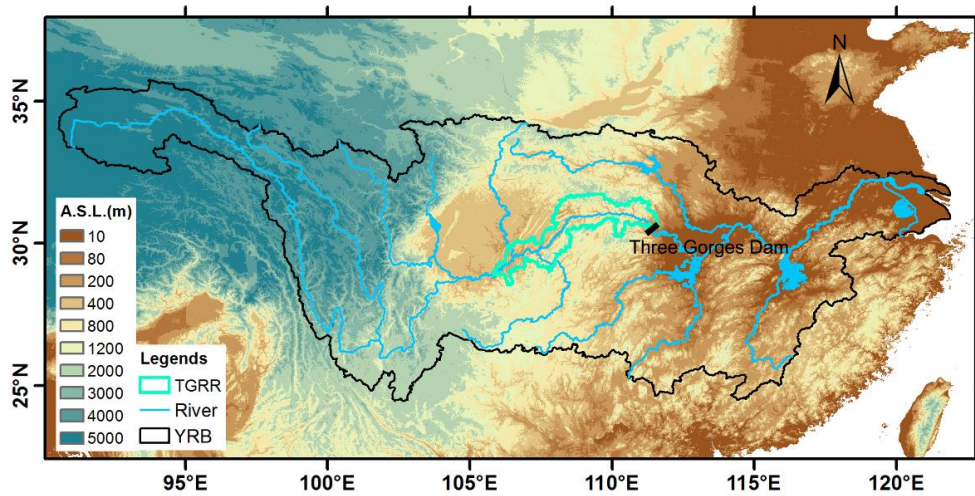 N
35°N
30°N
25°N
A.S.L.(m)
10
80
200
400
800
1200
2000
3000
4000
5000
Legends
TGRR
River
YRB
Three Gorges Dam
95°E
100°E
105°E
110°E
115°E
120°E